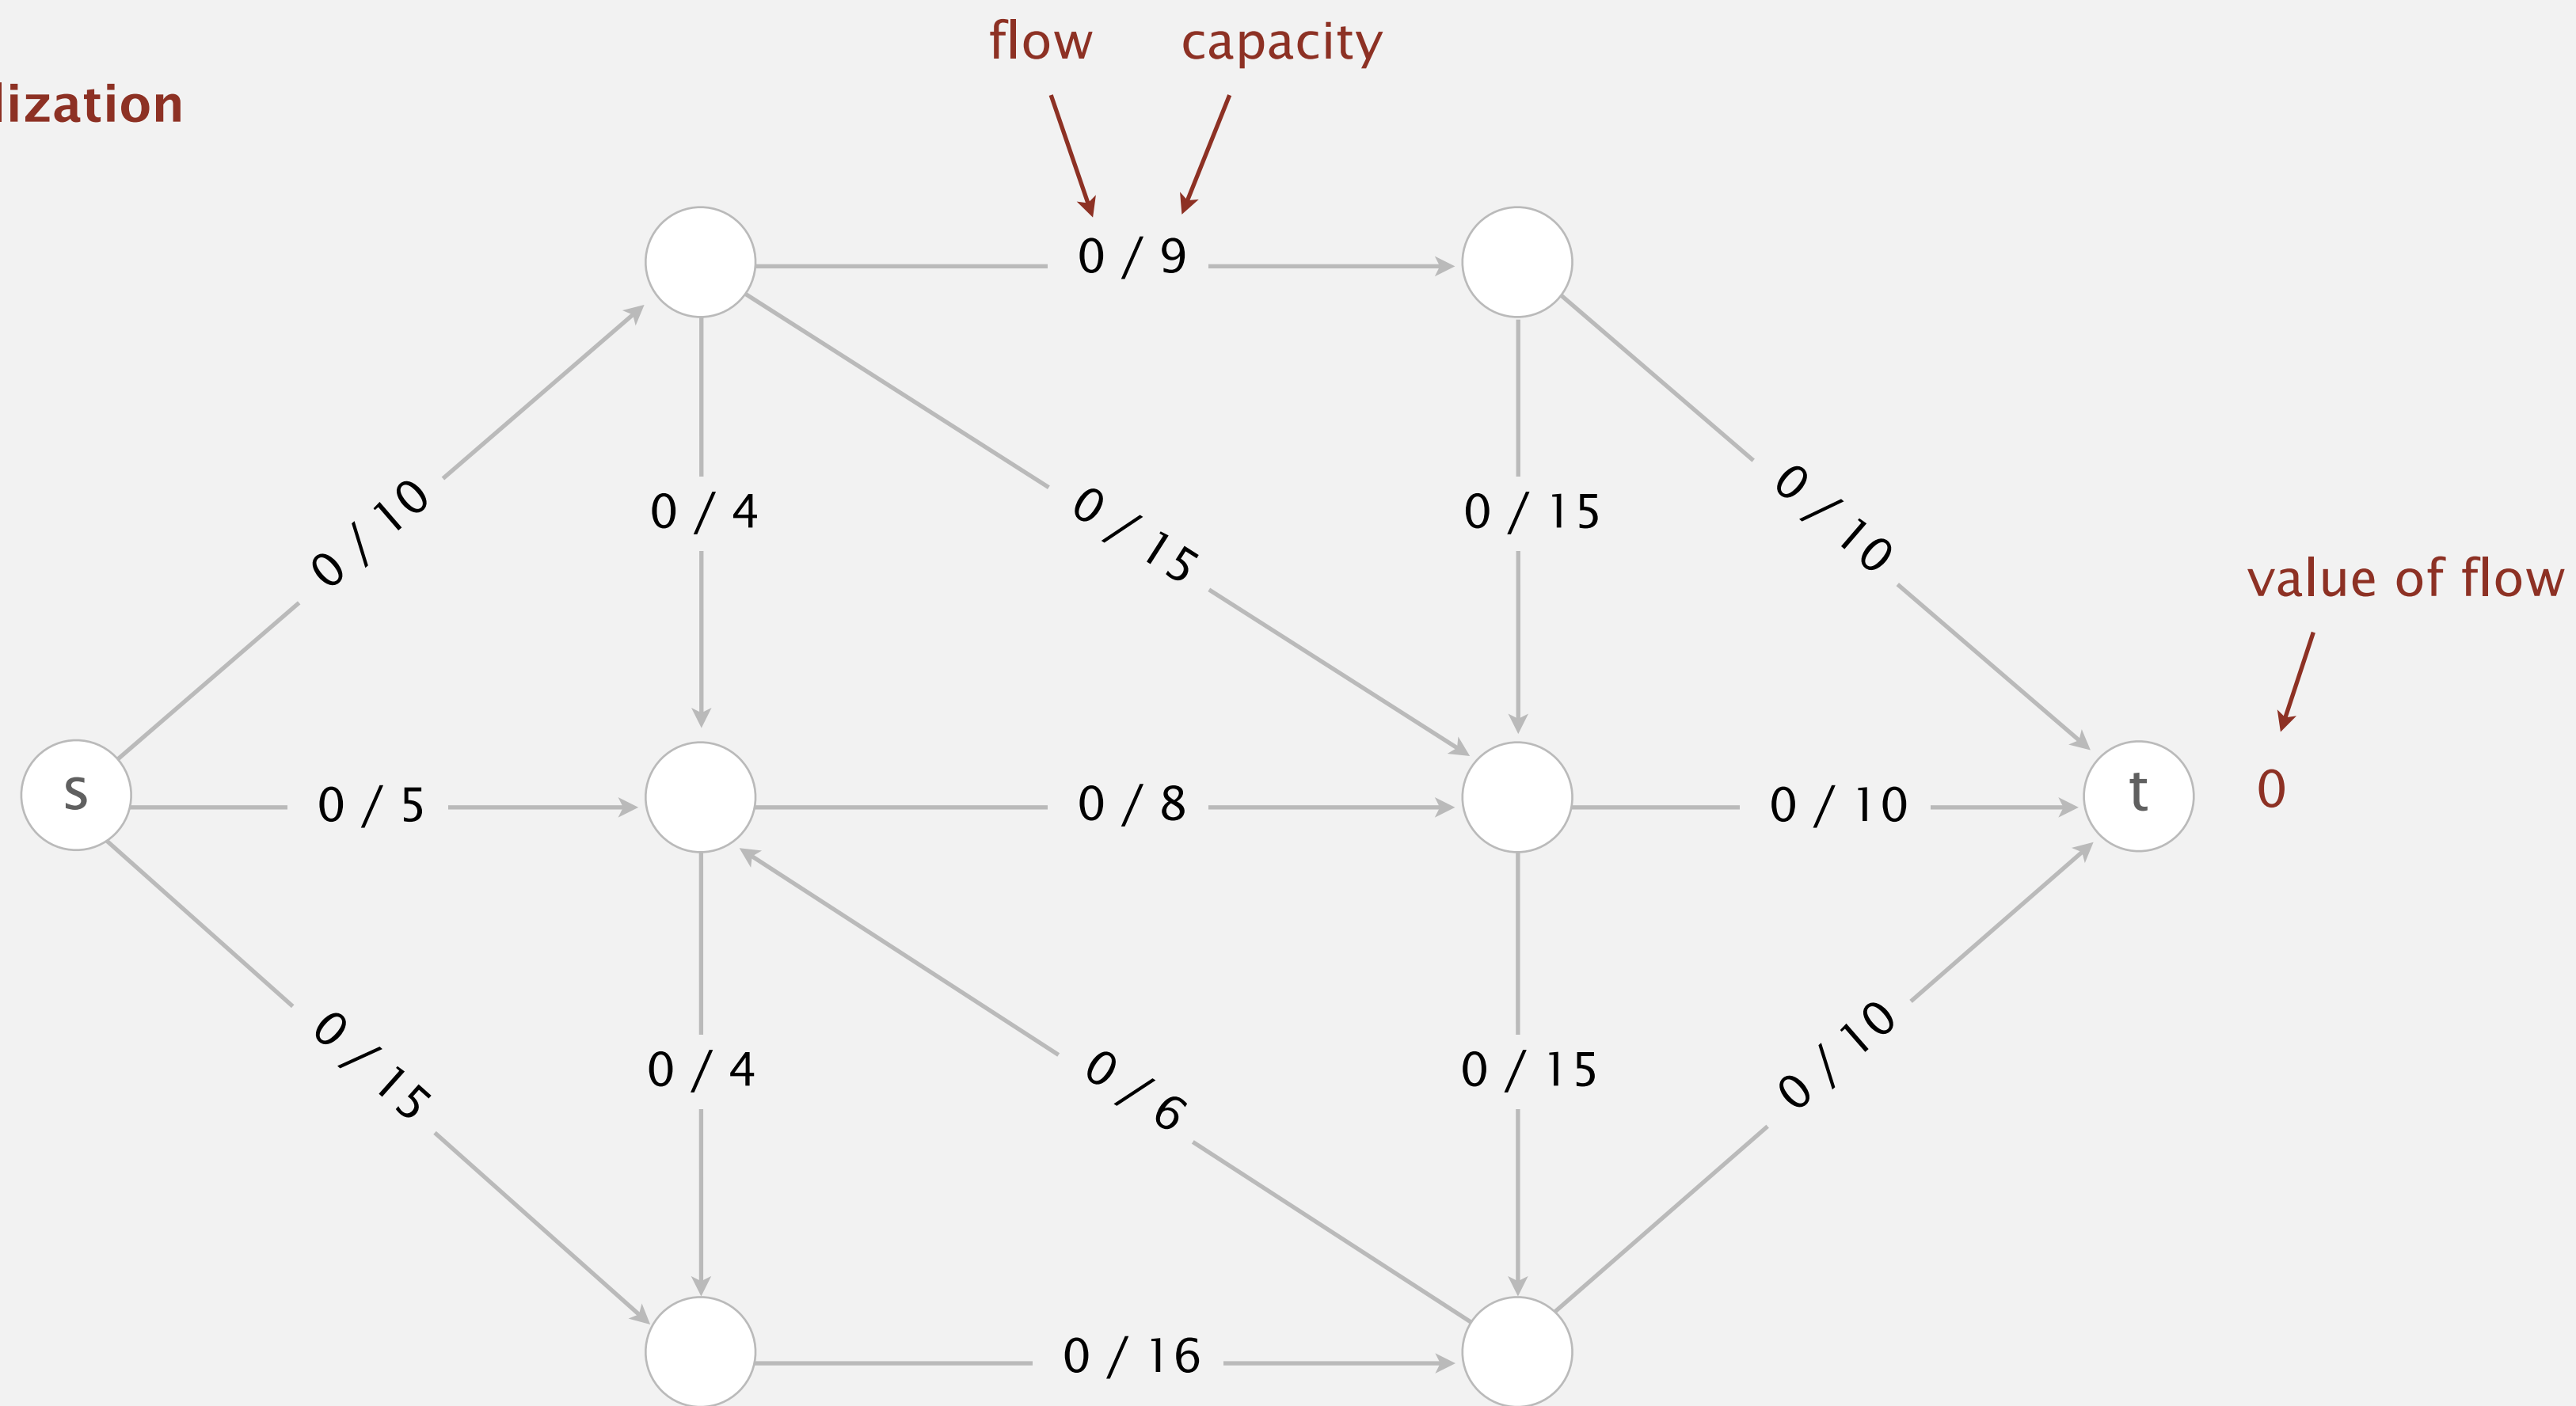 flow capacity
lization
0 / 9
0 / 10
0 / 4
0 / 15
0 / 15
0 / 10
value of flow
s
0 / 5
0 / 8
0 / 10
t
0
0 / 15
0 / 4
0 / 6
0 / 15
0 / 10
0 / 16